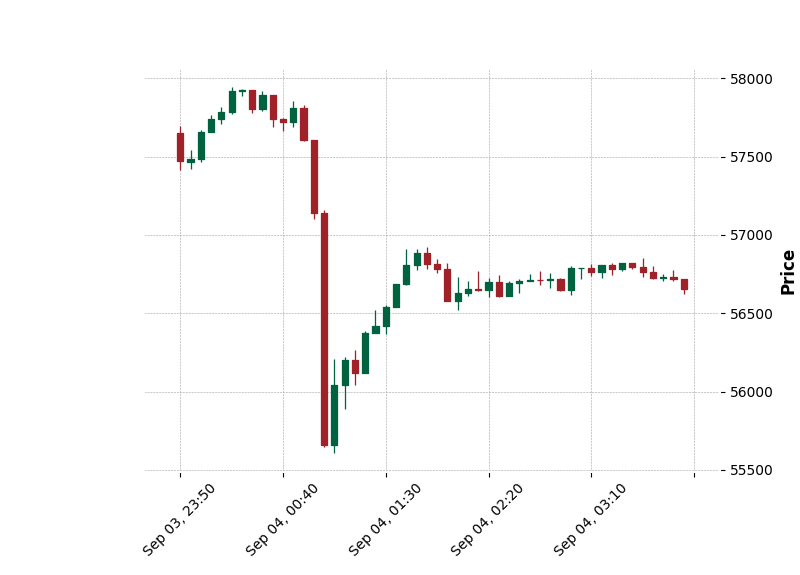 58000
57500
57000
56500
56000
55500
Price
Sep 03, 23:50
Sep 04, 00:40
Sep 04, 01:30
Sep 04, 02:20
Sep 04, 03:10